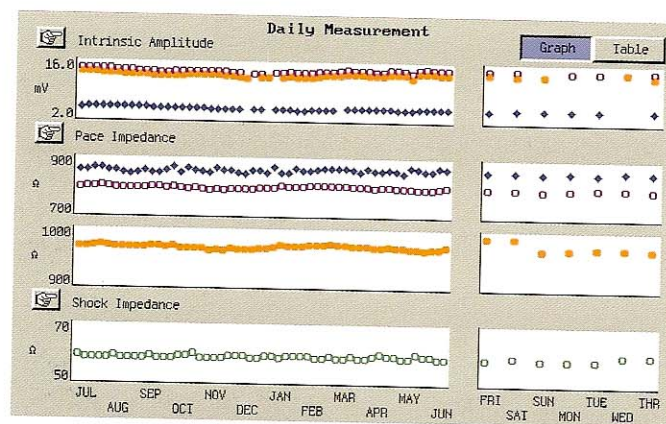 Daily Measurement
Intrinsic Amplitude
Graph Table
16.0
mV
2.0
Pace Impedance
900
Ω
700
1000
Ω
900
Shock Impedance
70
Ω
50
JUL SEP NOV JAN MAR MAY FRI SUN TUE THR
AUG OCT DEC FEB APR JUN SAT MON WED